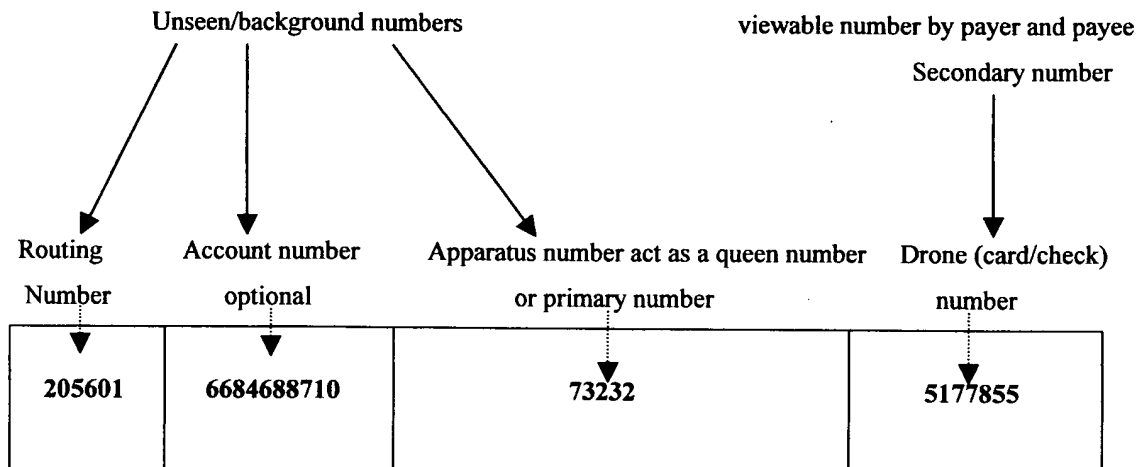 Unseen/background numbers
viewable number by payer and payee
Secondary number
Routing
Number
Account number
optional
Apparatus number act as a queen number
or primary number
Drone (card/check)
number
205601
6684688710
73232
5177855